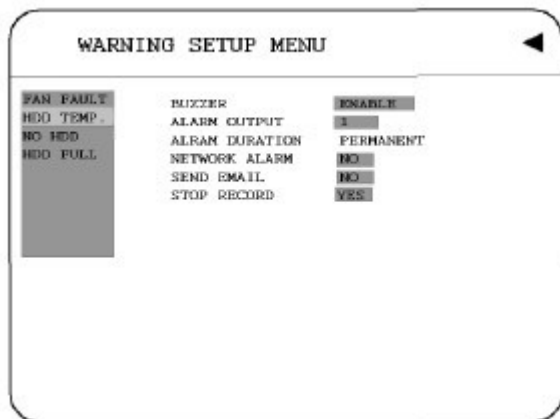 WARNING SETUP MENU
FAN FAULT
HDD TEMP.
NO HDD
HDD FULL
BUZZER ENABLE
ALARM OUTPUT 1
ALRAM DURATION PERMANENT
NETWORK ALARM NO
SEND EMAIL NO
STOP RECORD YES